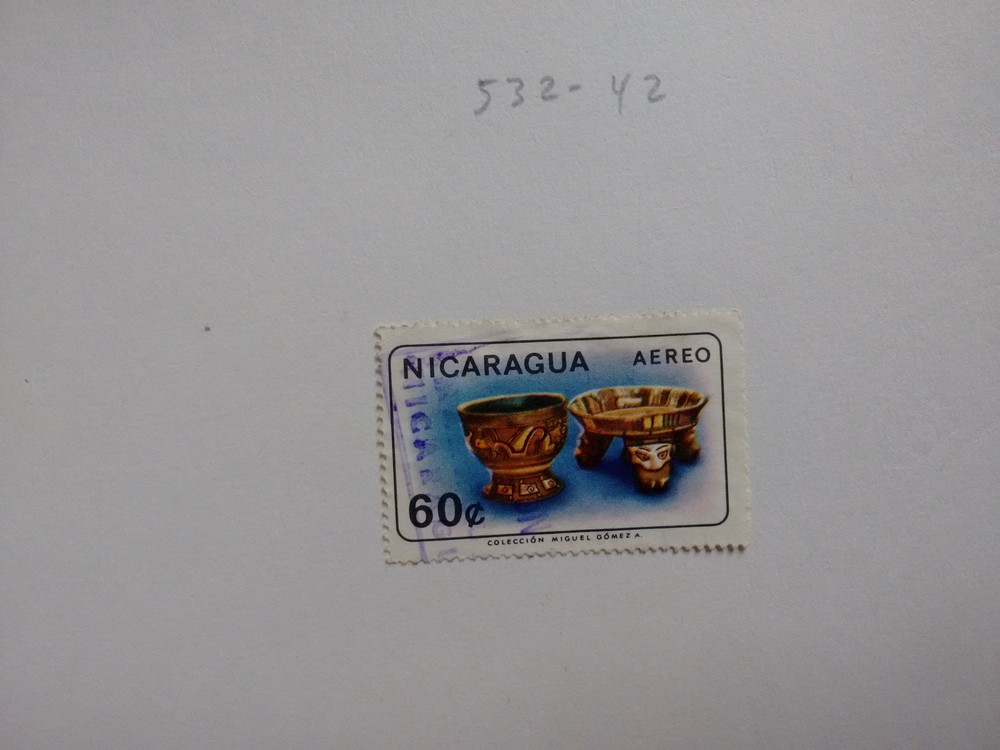 532-42
NICARAGUA AEREO
60¢
COLECCIÓN MIGUEL GÓMEZ A.